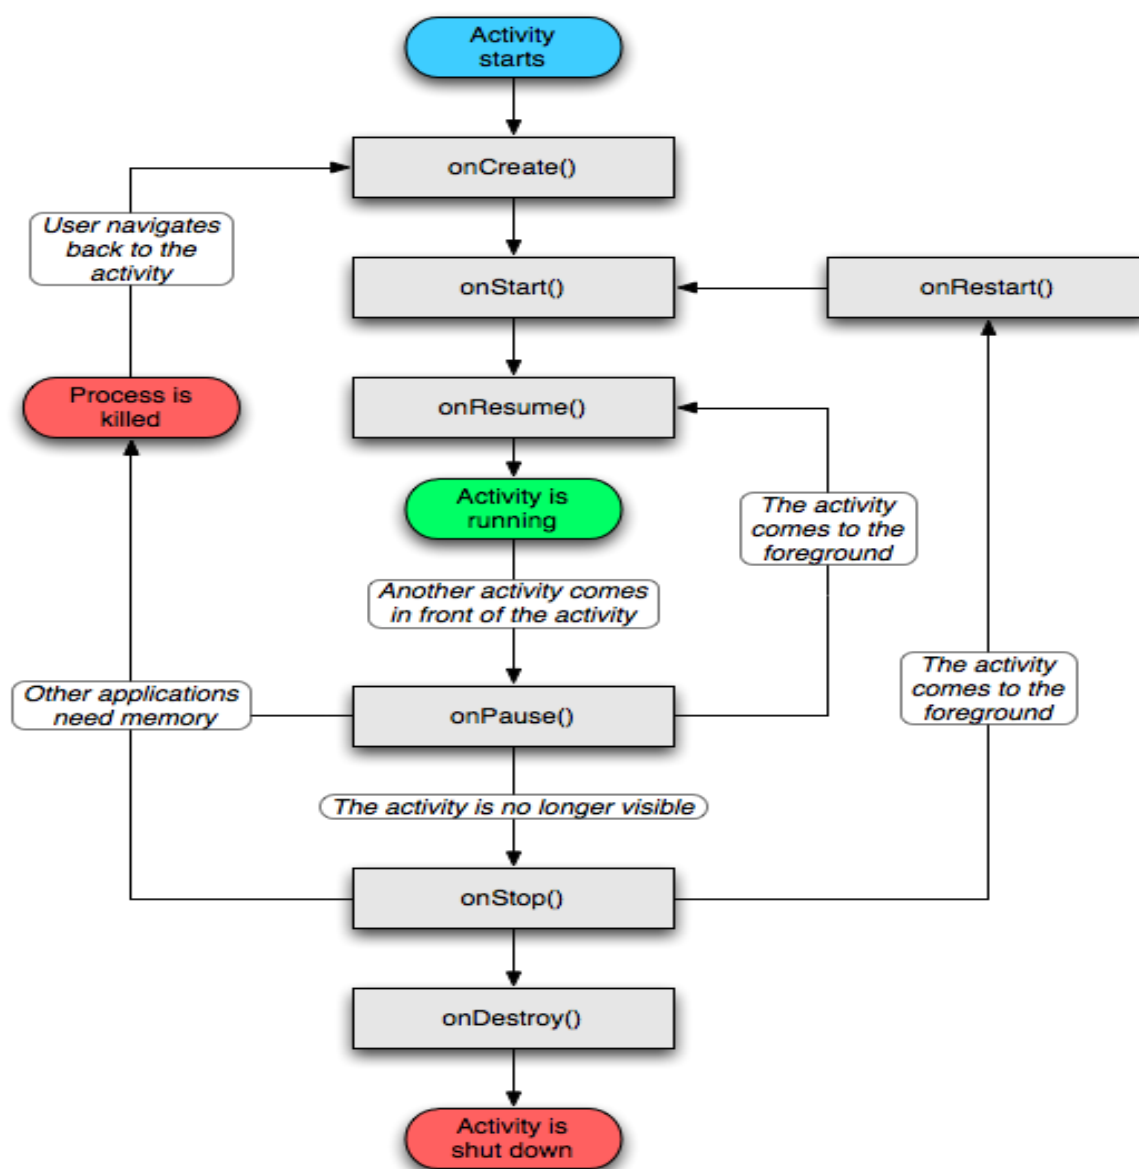 Activity
starts
onCreate()
User navigates
back to the
activity
onStart()
onRestart()
Process is
killed
onResume()
Activity is
running
The activity
comes to the
foreground
Another activity comes
in front of the activity
The activity
comes to the
foreground
Other applications
need memory
onPause()
The activity is no longer visible
onStop()
onDestroy()
Activity is
shut down